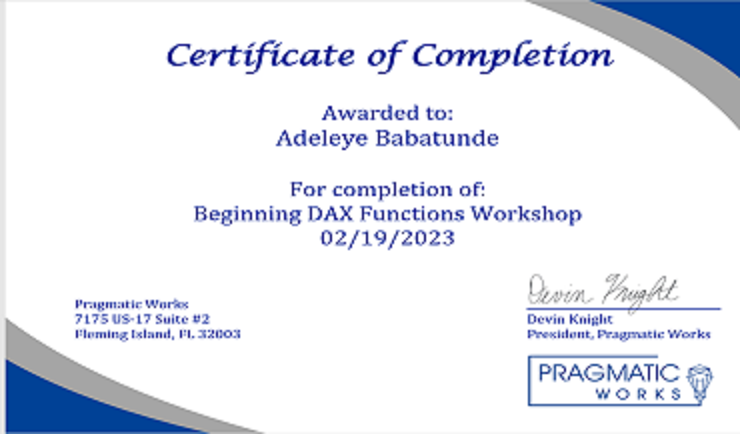 Certificate of Completion
Awarded to:
Adeleye Babatunde
For completion of:
Beginning DAX Functions Workshop
02/19/2023
Pragmatic Works
7175 US-17 Suite #2
Fleming Island, FL 32003
Devin Knight
Devin Knight
President, Pragmatic Works
PRAGMATIC
WORKS